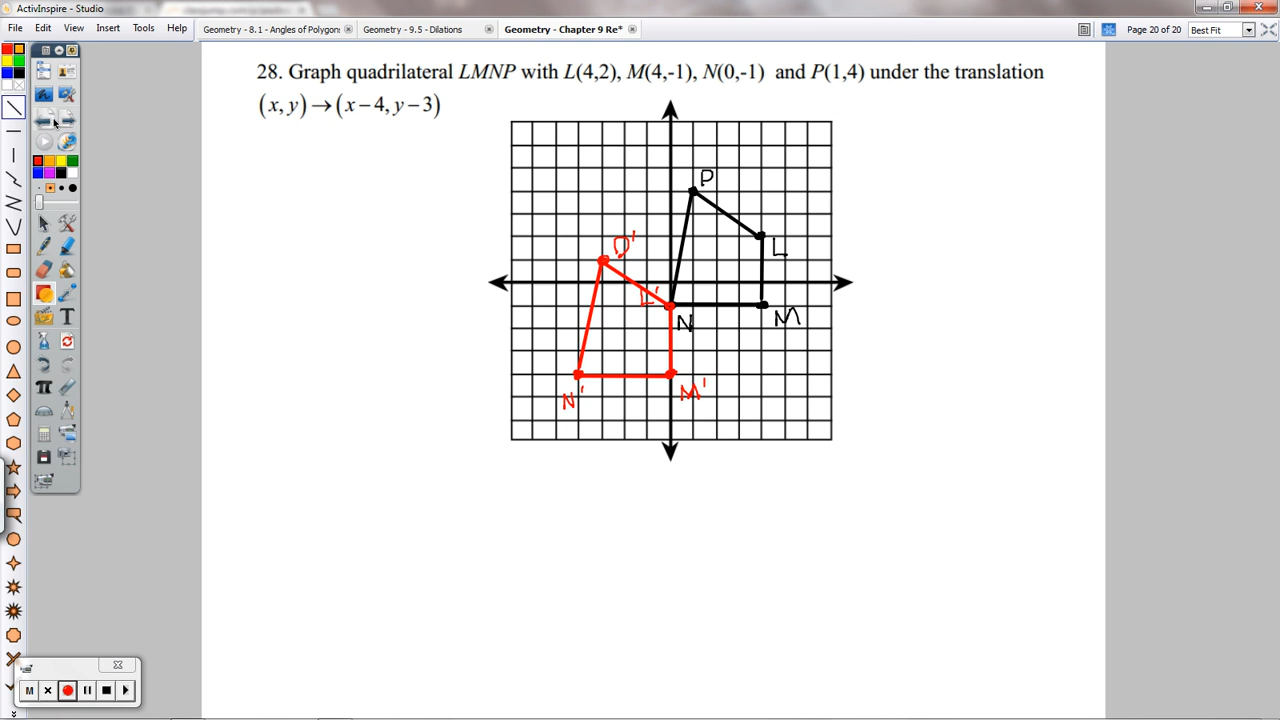 ActivInspire - Studio
File Edit View Insert Tools Help
Geometry - 8.1 - Angles of Polygon: Geometry - 9.5 - Dilations Geometry - Chapter 9 Re* Page 20 of 20 Best Fit
28. Graph quadrilateral LMNP with L(4,2), M(4,-1), N(0,-1) and P(1,4) under the translation
(x, y) → (x − 4, y − 3)
P
D'
L
L'
N
M
N'
M'
T
M